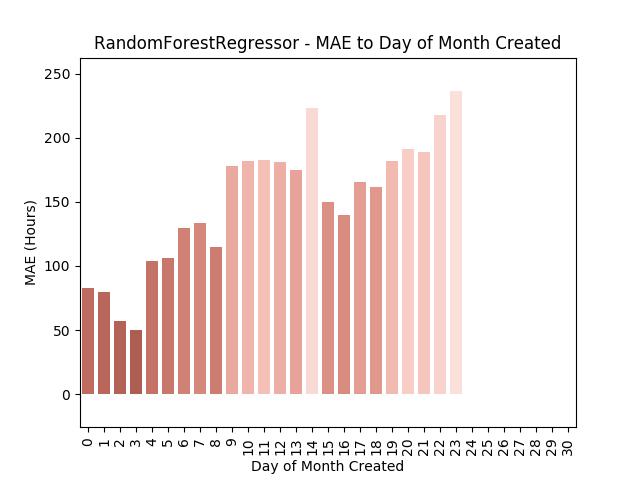 RandomForestRegressor - MAE to Day of Month Created
250
200
150
100
50
0
MAE (Hours)
0 1 2 3 4 5 6 7 8 9 10 11 12 13 14 15 16 17 18 19 20 21 22 23 24 25 26 27 28 29 30
Day of Month Created